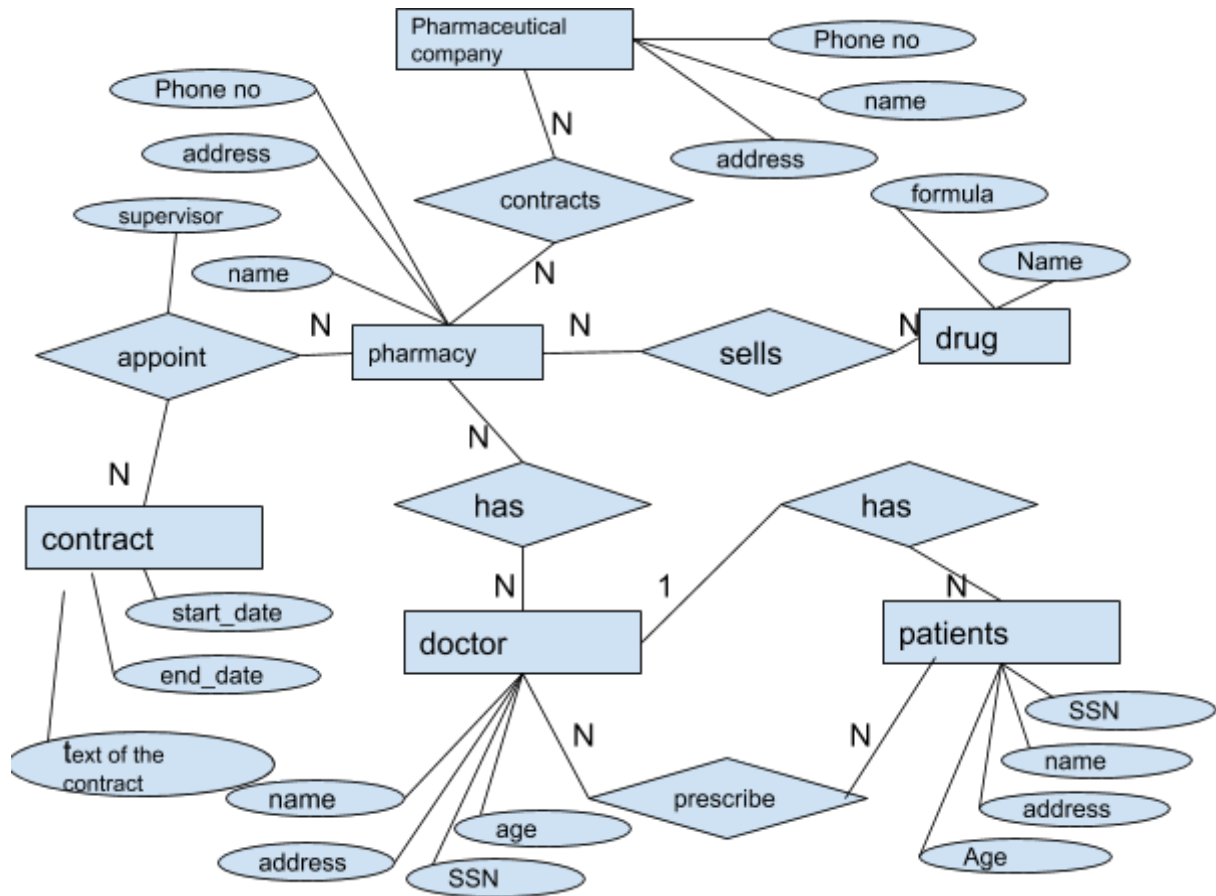 Pharmaceutical
company
Phone no
name
address
Phone no
address
supervisor
name
N
contracts
N
formula
Name
appoint
N
pharmacy
N
sells
N
drug
N
contract
N
has
N
has
1
N
start_date
end_date
text of the
contract
doctor
patients
N
N
prescribe
name
address
age
SSN
SSN
name
address
Age